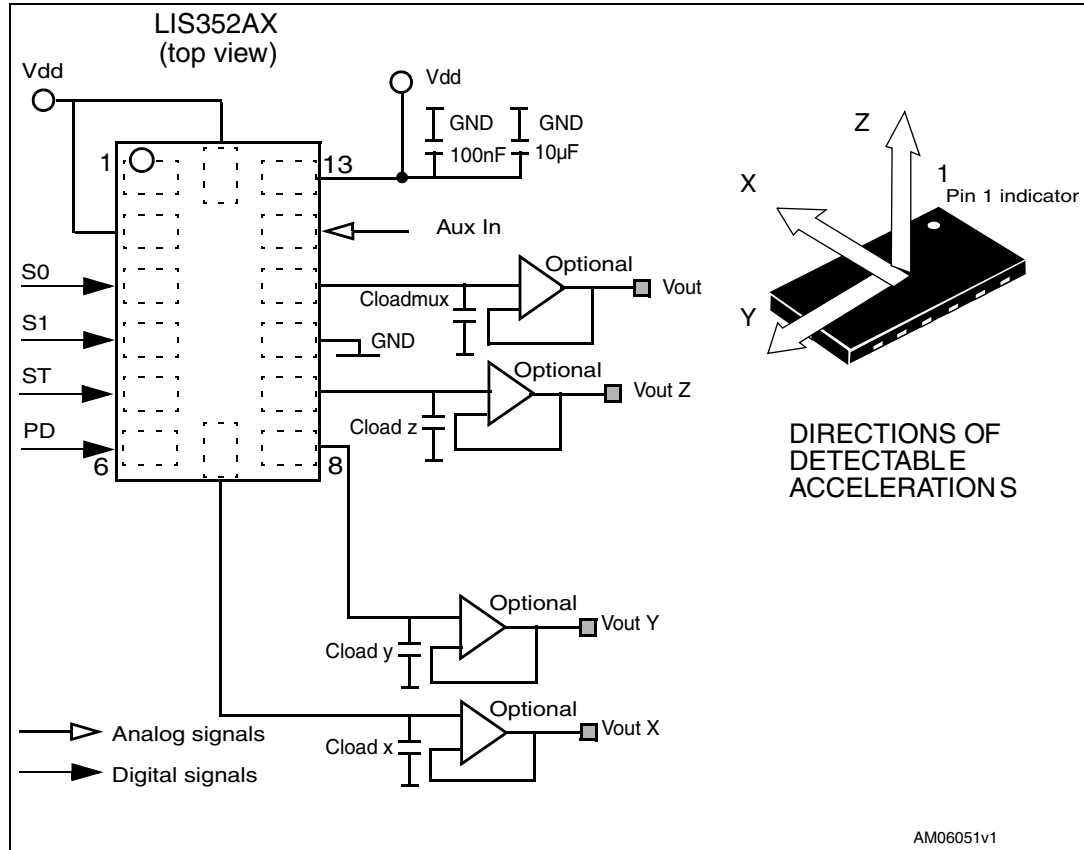 LIS352AX
(top view)
Vdd
Vdd
GND
GND
100nF
10µF
1
13
Aux In
S0
S1
ST
PD
6
8
Optional
Cloadmux
Vout
GND
Optional
Cload z
Vout Z
Optional
Cload y
Vout Y
Optional
Cload x
Vout X
Analog signals
Digital signals
Z
X
Y
1
Pin 1 indicator
DIRECTIONS OF
DETECTABLE
ACCELERATIONS
AM06051v1